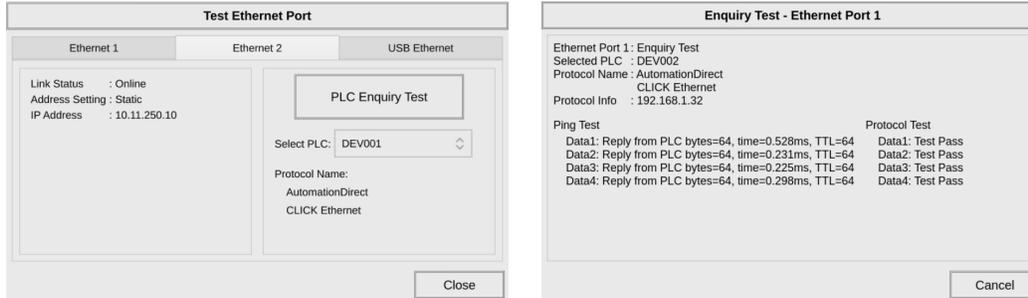 Test Ethernet Port
Ethernet 1 Ethernet 2 USB Ethernet
Link Status : Online
Address Setting : Static
IP Address : 10.11.250.10
PLC Enquiry Test
Select PLC: DEV001
Protocol Name:
AutomationDirect
CLICK Ethernet
Close
Enquiry Test - Ethernet Port 1
Ethernet Port 1 : Enquiry Test
Selected PLC : DEV002
Protocol Name : AutomationDirect
CLICK Ethernet
Protocol Info : 192.168.1.32
Ping Test Protocol Test
Data1: Reply from PLC bytes=64, time=0.528ms, TTL=64 Data1: Test Pass
Data2: Reply from PLC bytes=64, time=0.231ms, TTL=64 Data2: Test Pass
Data3: Reply from PLC bytes=64, time=0.225ms, TTL=64 Data3: Test Pass
Data4: Reply from PLC bytes=64, time=0.298ms, TTL=64 Data4: Test Pass
Cancel